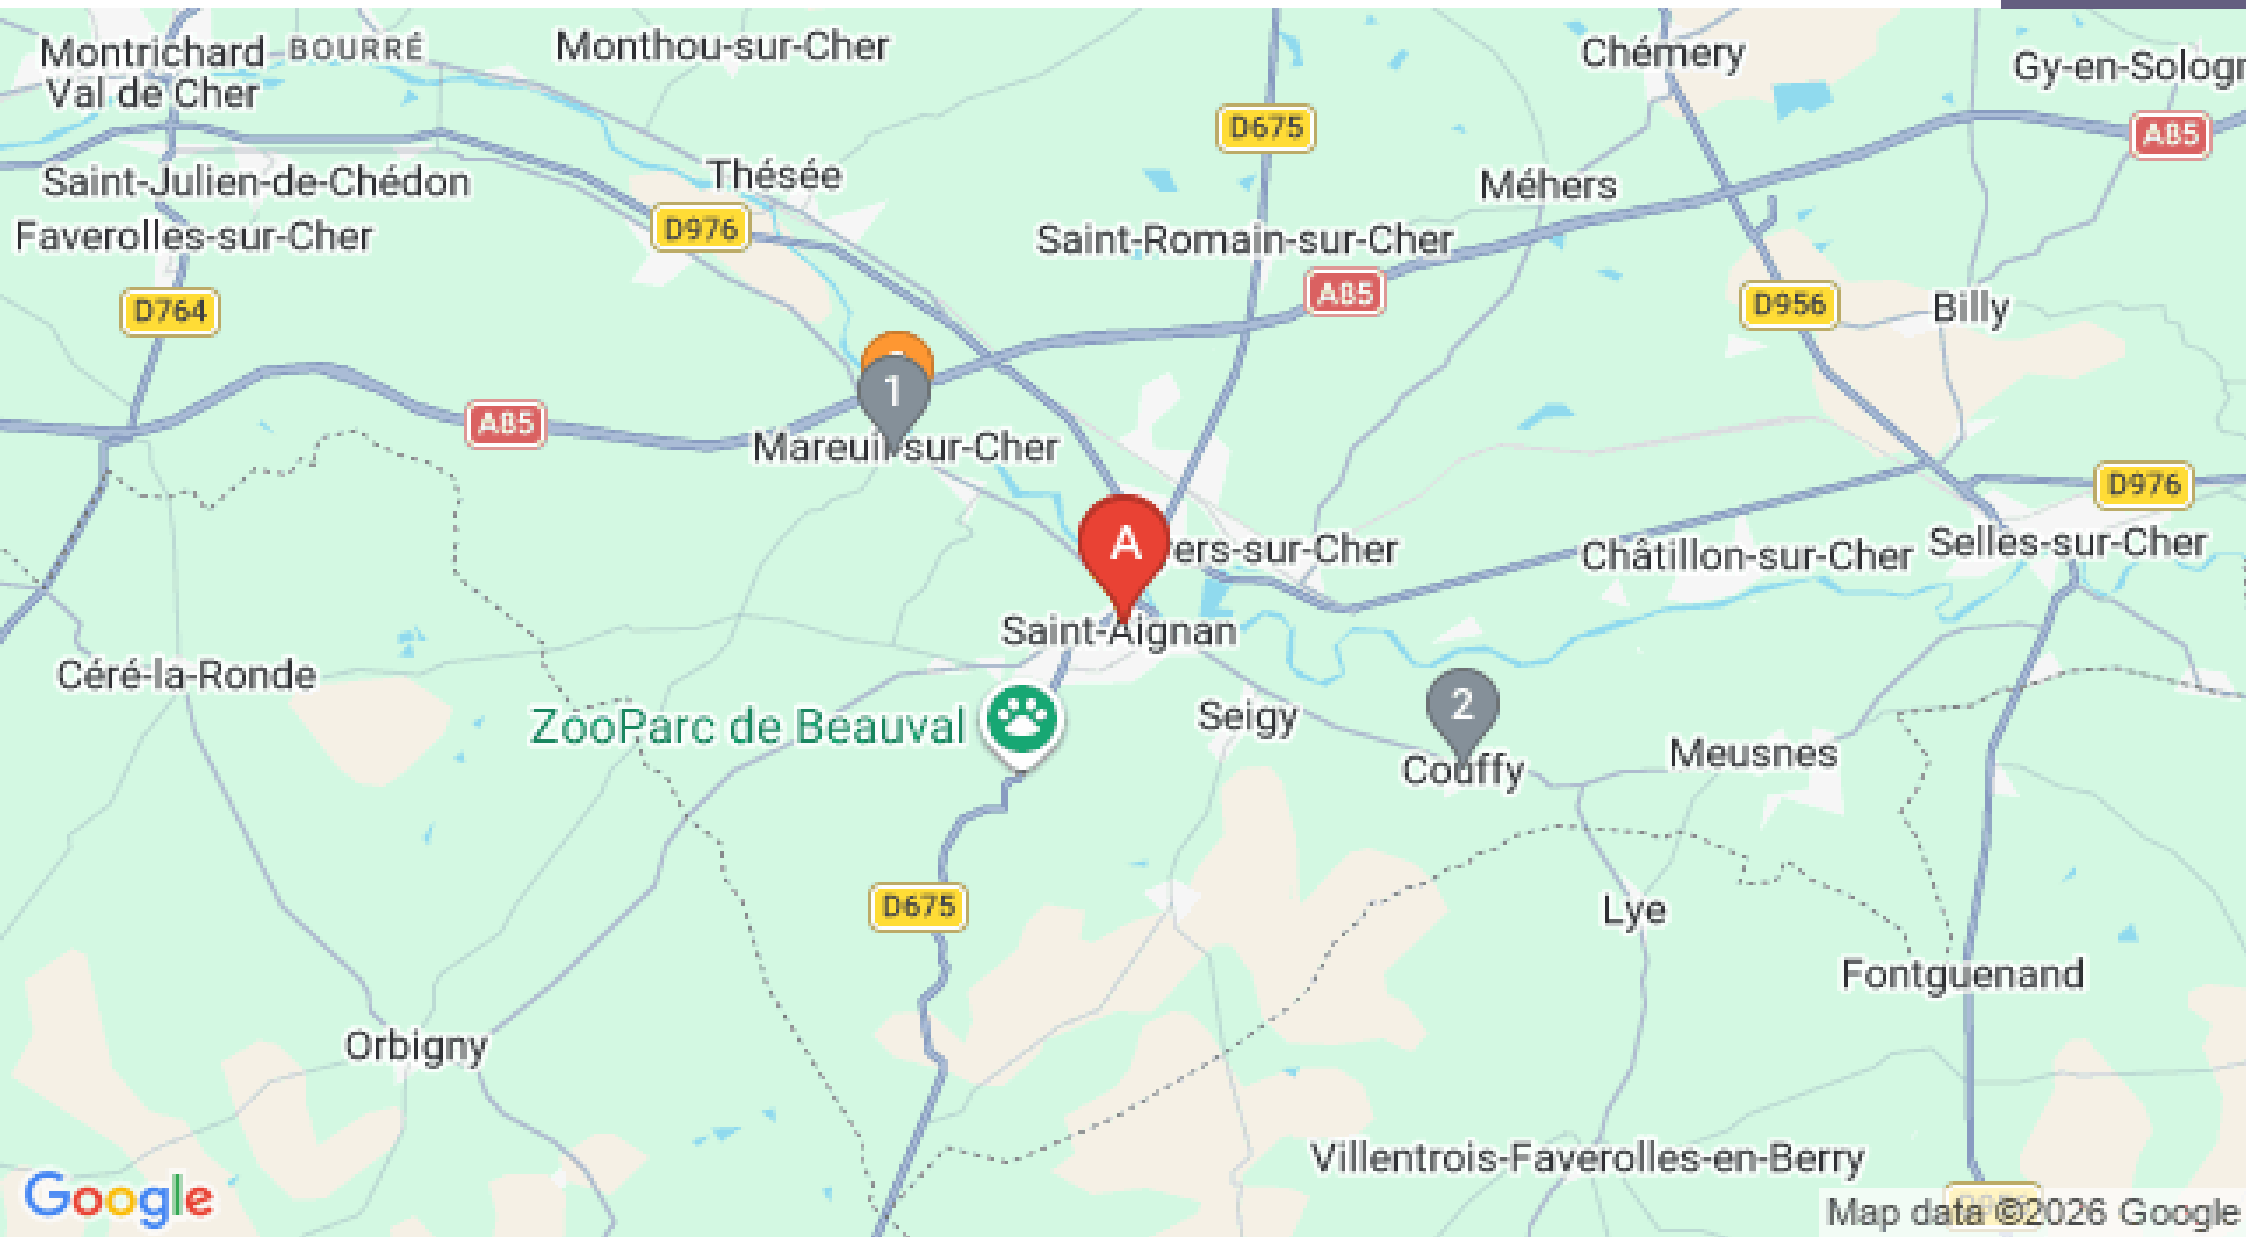 Montrichard
Val de Cher
BOURRÉ
Monthou-sur-Cher
Chémery
Gy-en-Sologn
D675
A85
Thésée
Saint-Julien-de-Chédon
Méhers
D976
Faverolles-sur-Cher
Saint-Romain-sur-Cher
A85
D764
D956
Billy
1
A85
Mareuil-sur-Cher
D976
A
ers-sur-Cher
Châtillon-sur-Cher
Selles-sur-Cher
Saint-Aignan
Céré-la-Ronde
ZooParc de Beauval
Seigy
2
Couffy
Meusnes
D675
Lye
Fontguenand
Orbigny
Villentrois-Faverolles-en-Berry
Google
Map data ©2026 Google